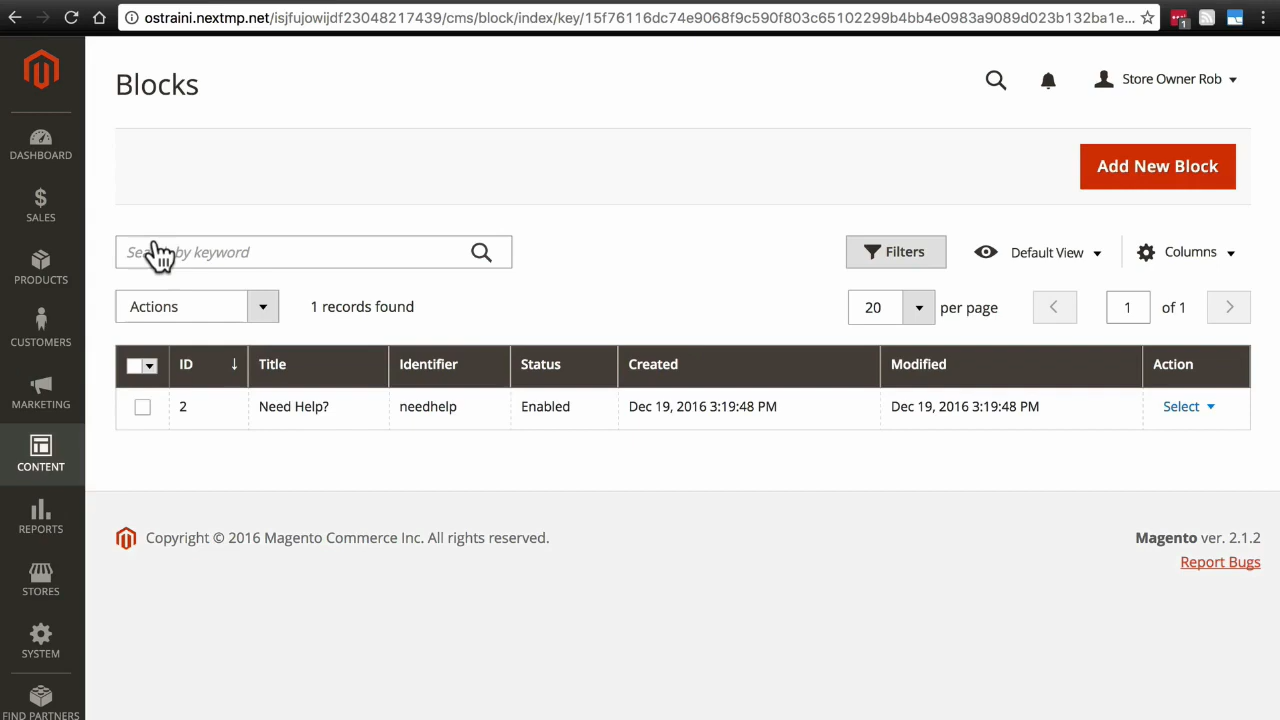 ostraini.nextmp.net/isjfujowijdf23048217439/cms/block/index/key/15f76116dc74e9068f9c590f803c65102299b4bb4e0983a9089d023b132ba1e...
1
Blocks
Store Owner Rob
DASHBOARD
SALES
PRODUCTS
CUSTOMERS
MARKETING
CONTENT
REPORTS
STORES
SYSTEM
FIND PARTNERS
Add New Block
by keyword
Filters
Default View
Columns
Actions
1 records found
20 per page
1 of 1
ID Title Identifier Status Created Modified Action
2 Need Help? needhelp Enabled Dec 19, 2016 3:19:48 PM Dec 19, 2016 3:19:48 PM Select
Copyright © 2016 Magento Commerce Inc. All rights reserved.
Magento ver. 2.1.2
Report Bugs